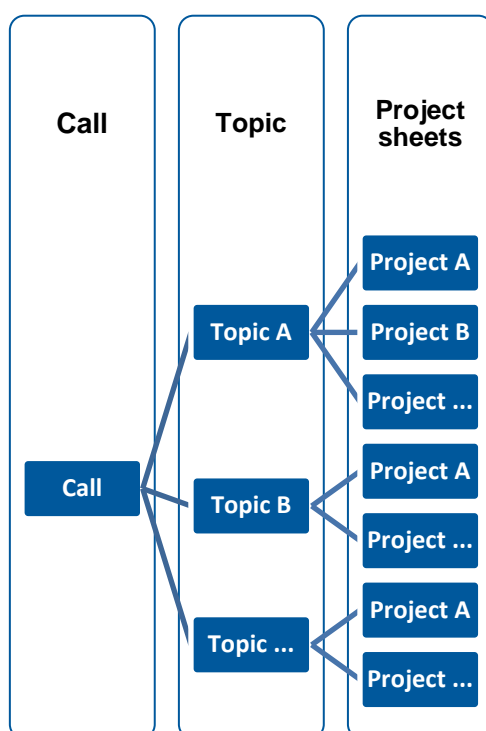 Call
Topic
Project
sheets
Project A
Topic A
Project B
Project ...
Call
Topic B
Project A
Project ...
Topic ...
Project A
Project ...